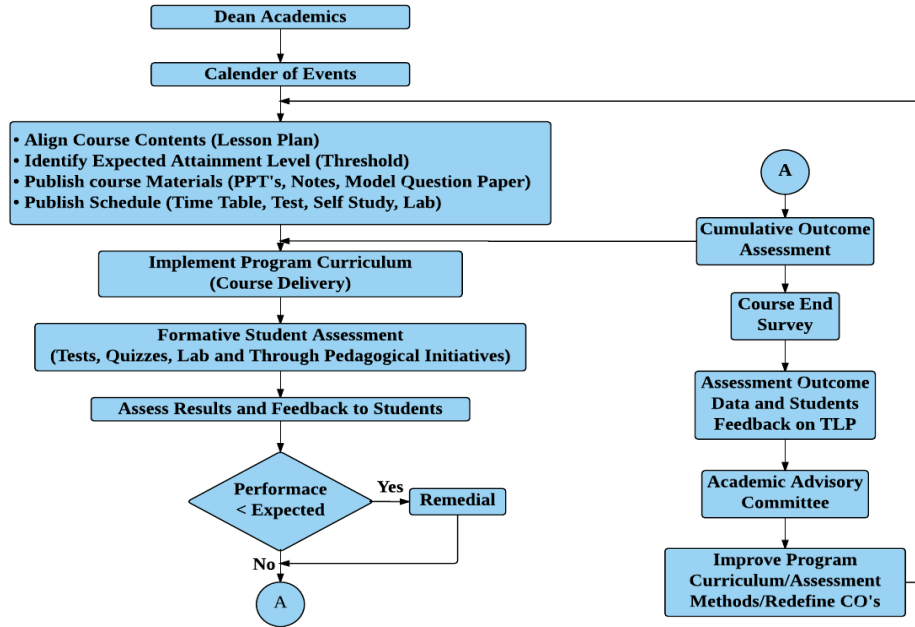 Dean Academics
Calender of Events
• Align Course Contents (Lesson Plan)
• Identify Expected Attainment Level (Threshold)
• Publish course Materials (PPT's, Notes, Model Question Paper)
• Publish Schedule (Time Table, Test, Self Study, Lab)
Implement Program Curriculum
(Course Delivery)
Formative Student Assessment
(Tests, Quizzes, Lab and Through Pedagogical Initiatives)
Assess Results and Feedback to Students
Performace
< Expected
Yes
Remedial
No
A
A
Cumulative Outcome
Assessment
Course End
Survey
Assessment Outcome
Data and Students
Feedback on TLP
Academic Advisory
Committee
Improve Program
Curriculum/Assessment
Methods/Redefine CO's